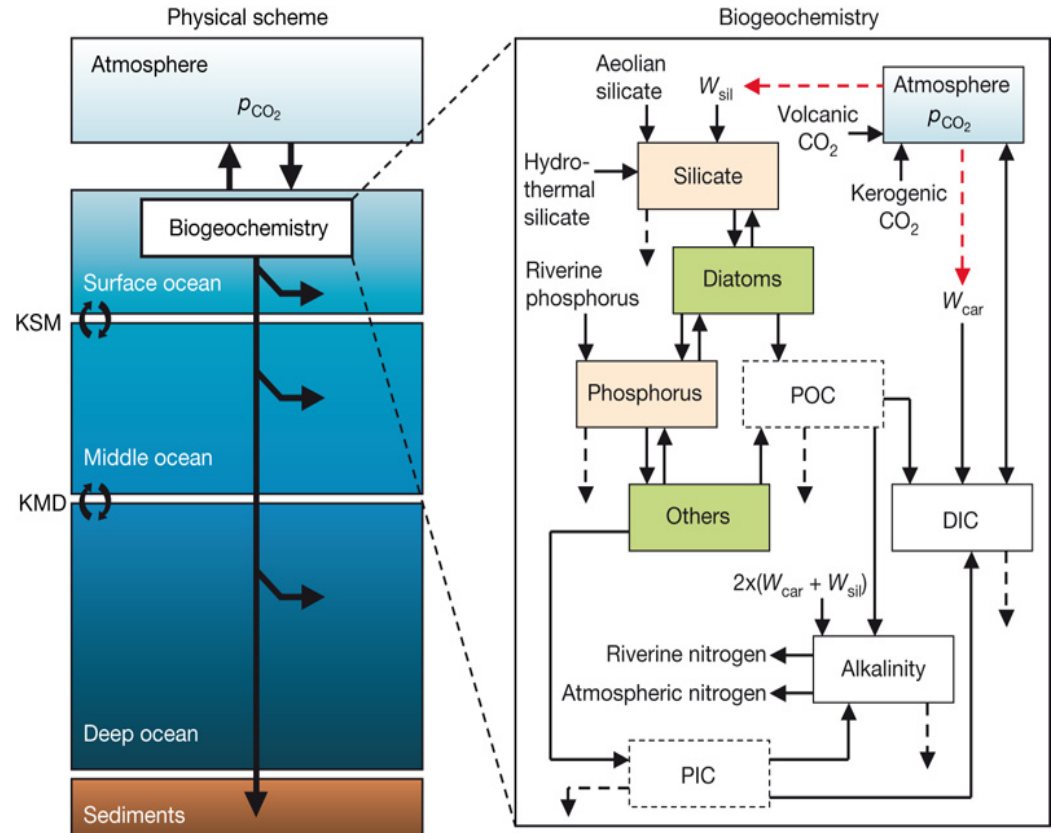 Physical scheme
Atmosphere
pCO2
Biogeochemistry
Surface ocean
KSM
Middle ocean
KMD
Deep ocean
Sediments
Biogeochemistry
Aeolian
silicate
Wsil
Atmosphere
pCO2
Volcanic
CO2
Kerogenic
CO2
Hydro-
thermal
silicate
Silicate
Riverine
phosphorus
Diatoms
Wcar
Phosphorus
POC
Others
DIC
2x(Wcar + Wsil)
Riverine nitrogen
Atmospheric nitrogen
Alkalinity
PIC